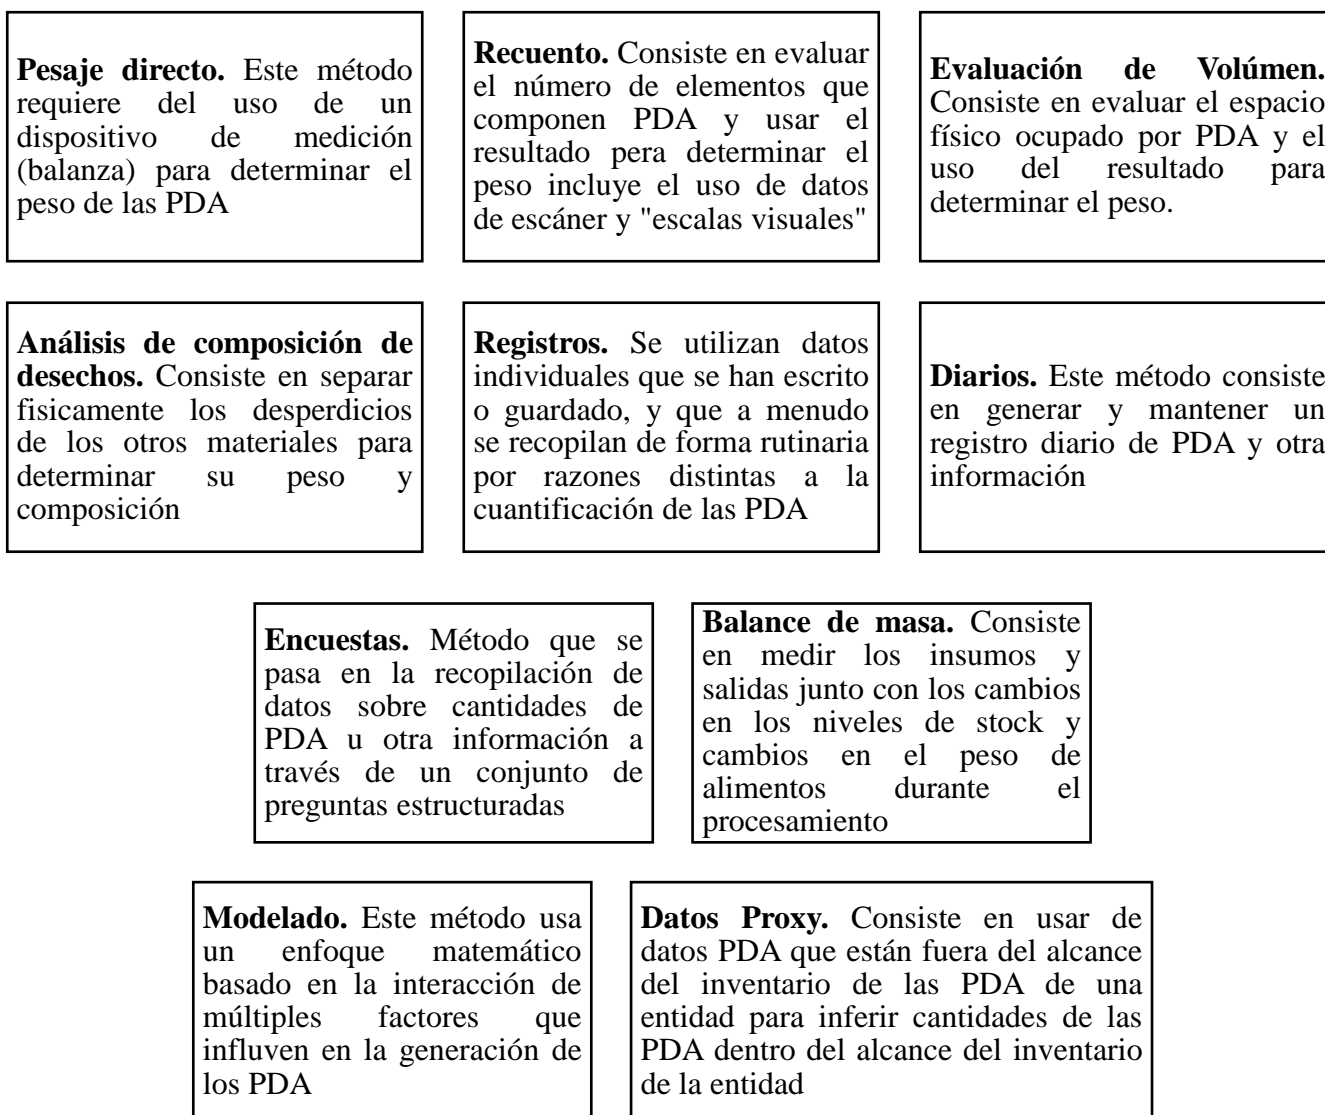 Pesaje directo. Este método
requiere del uso de un
dispositivo de medición
(balanza) para determinar el
peso de las PDA
Recuento. Consiste en evaluar
el número de elementos que
componen PDA y usar el
resultado pera determinar el
peso incluye el uso de datos
de escáner y "escalas visuales"
Evaluación de Volúmen.
Consiste en evaluar el espacio
físico ocupado por PDA y el
uso del resultado para
determinar el peso.
Análisis de composición de
desechos. Consiste en separar
fisicamente los desperdicios
de los otros materiales para
determinar su peso y
composición
Registros. Se utilizan datos
individuales que se han escrito
o guardado, y que a menudo
se recopilan de forma rutinaria
por razones distintas a la
cuantificación de las PDA
Diarios. Este método consiste
en generar y mantener un
registro diario de PDA y otra
información
Encuestas. Método que se
pasa en la recopilación de
datos sobre cantidades de
PDA u otra información a
través de un conjunto de
preguntas estructuradas
Balance de masa. Consiste
en medir los insumos y
salidas junto con los cambios
en los niveles de stock y
cambios en el peso de
alimentos durante el
procesamiento
Modelado. Este método usa
un enfoque matemático
basado en la interacción de
múltiples factores que
influven en la generación de
los PDA
Datos Proxy. Consiste en usar de
datos PDA que están fuera del alcance
del inventario de las PDA de una
entidad para inferir cantidades de las
PDA dentro del alcance del inventario
de la entidad